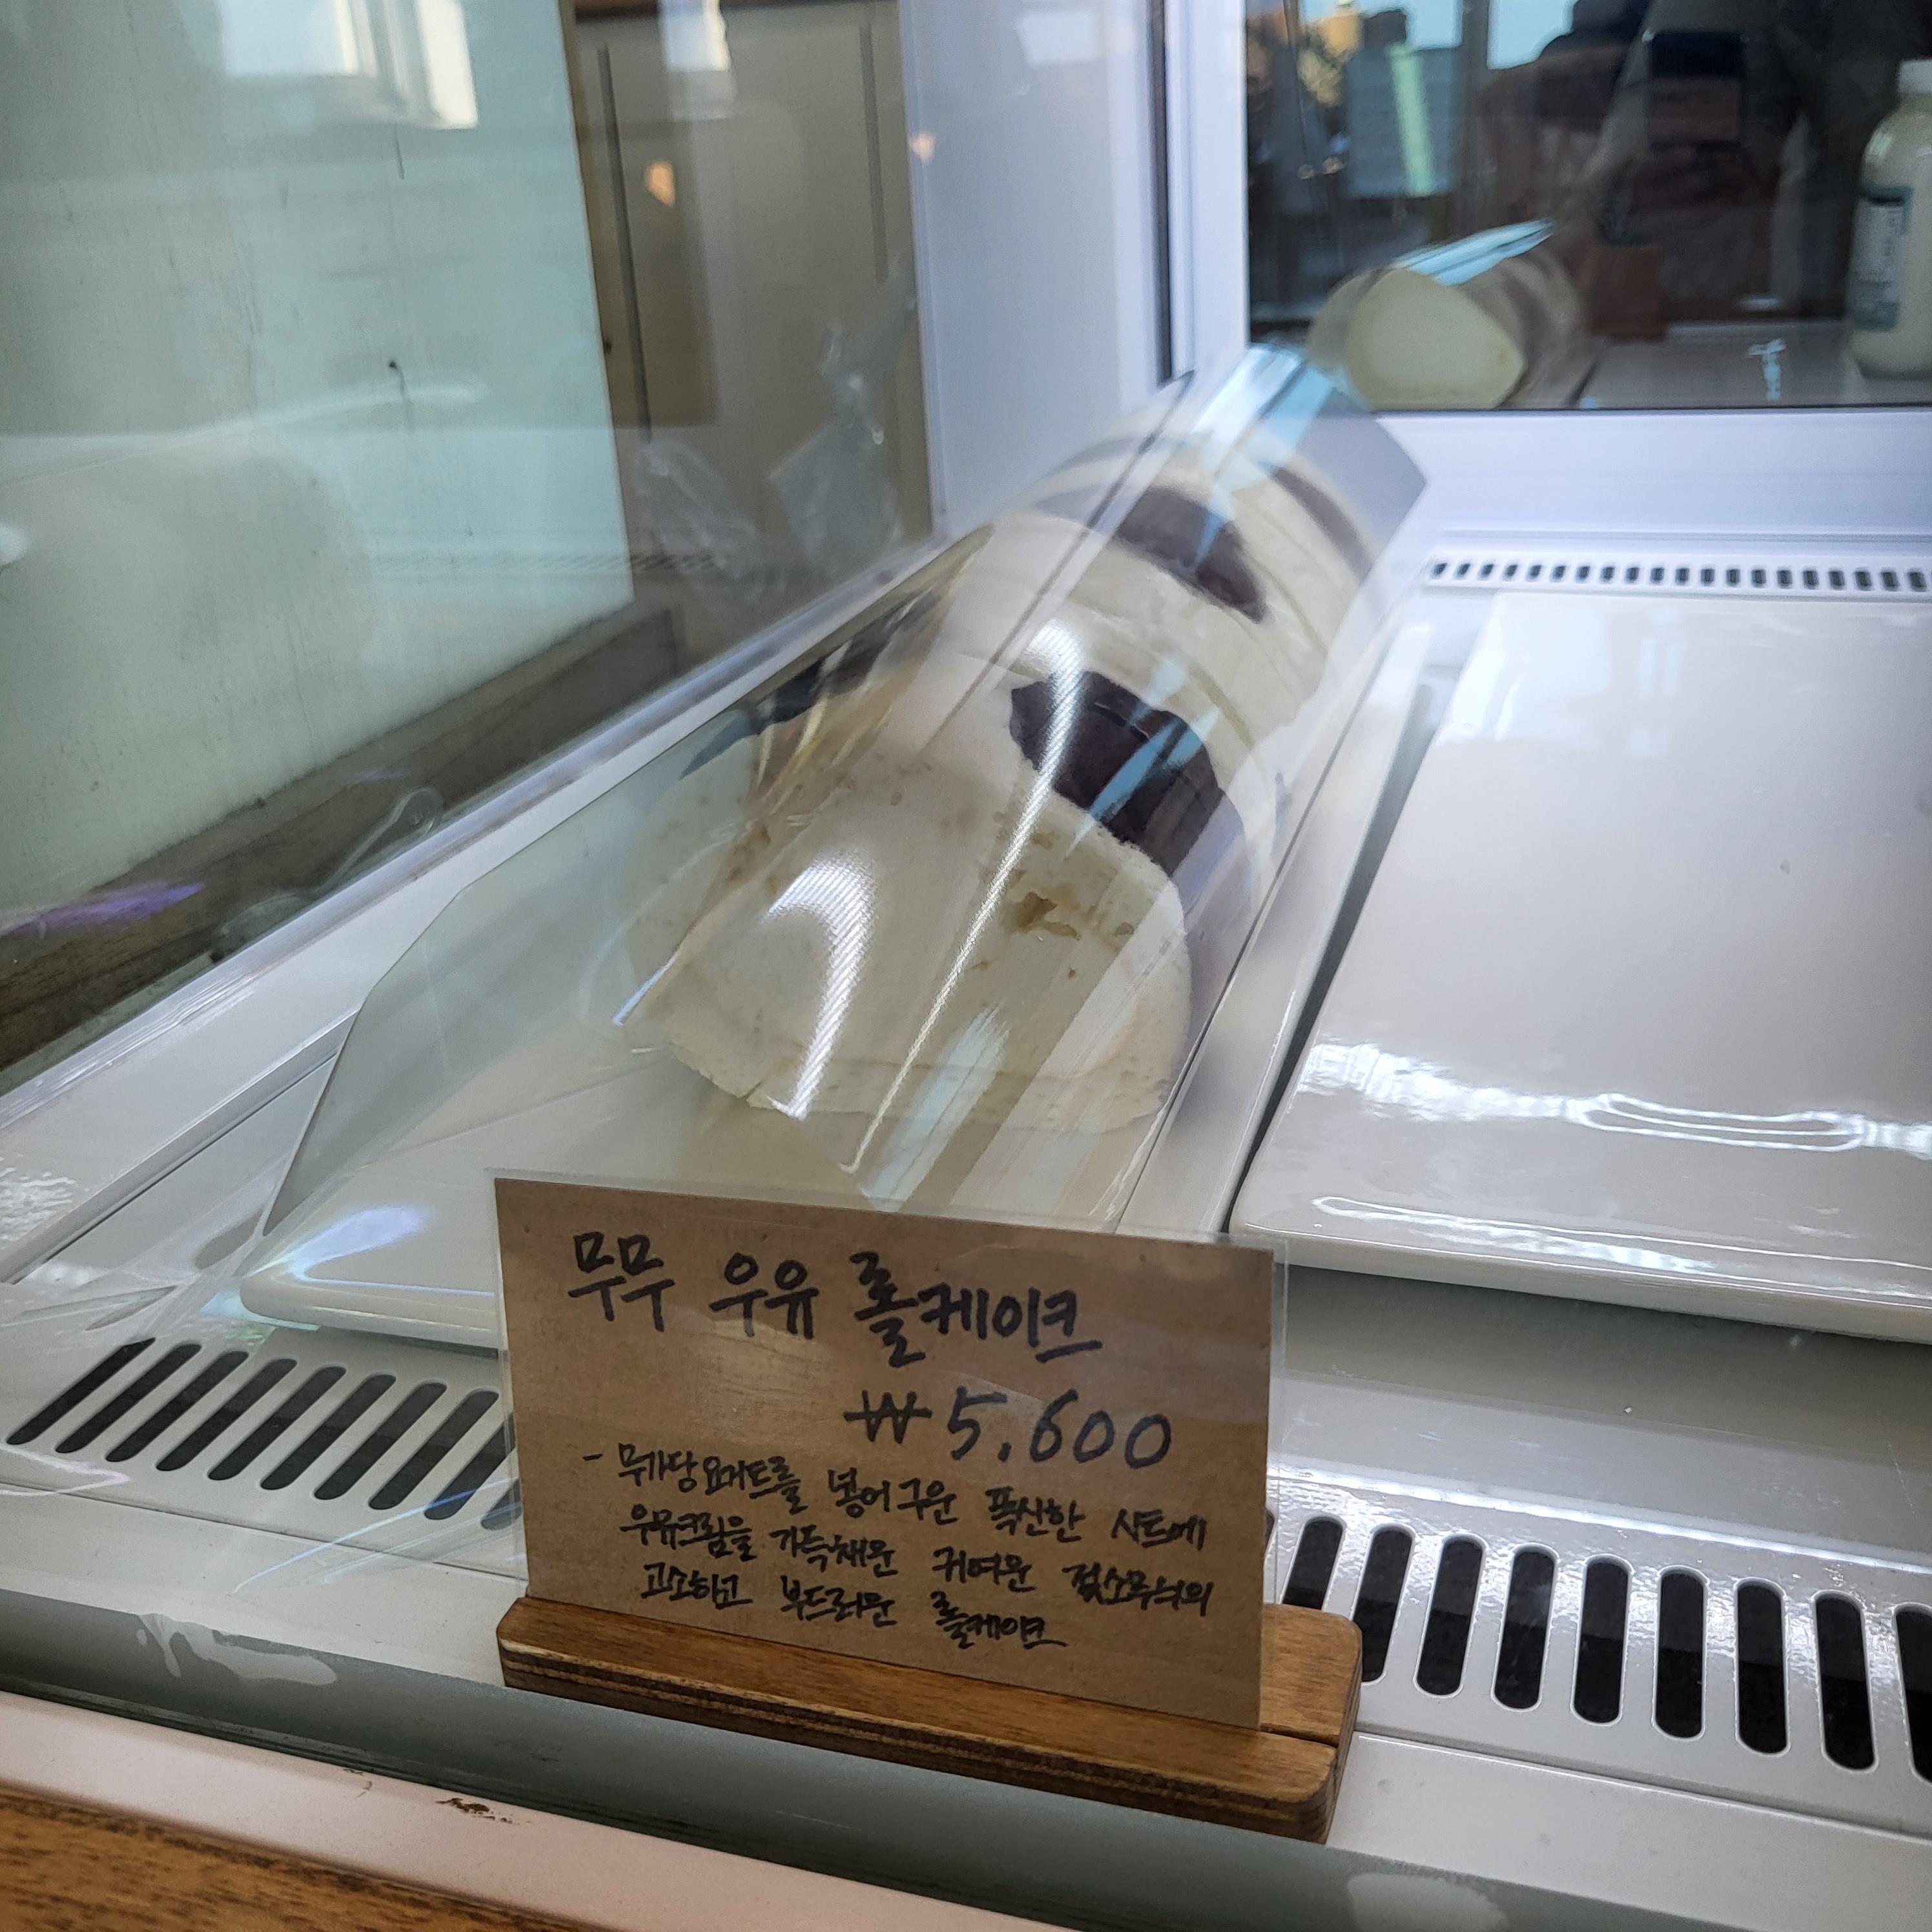 무무 우유 롤케이크
₩5,600
- 무가당요거트를 넣어 구운 폭신한 시트에
우유크림을 가득채운 귀여운 젖소무늬의
고소하고 부드러운 롤케이크